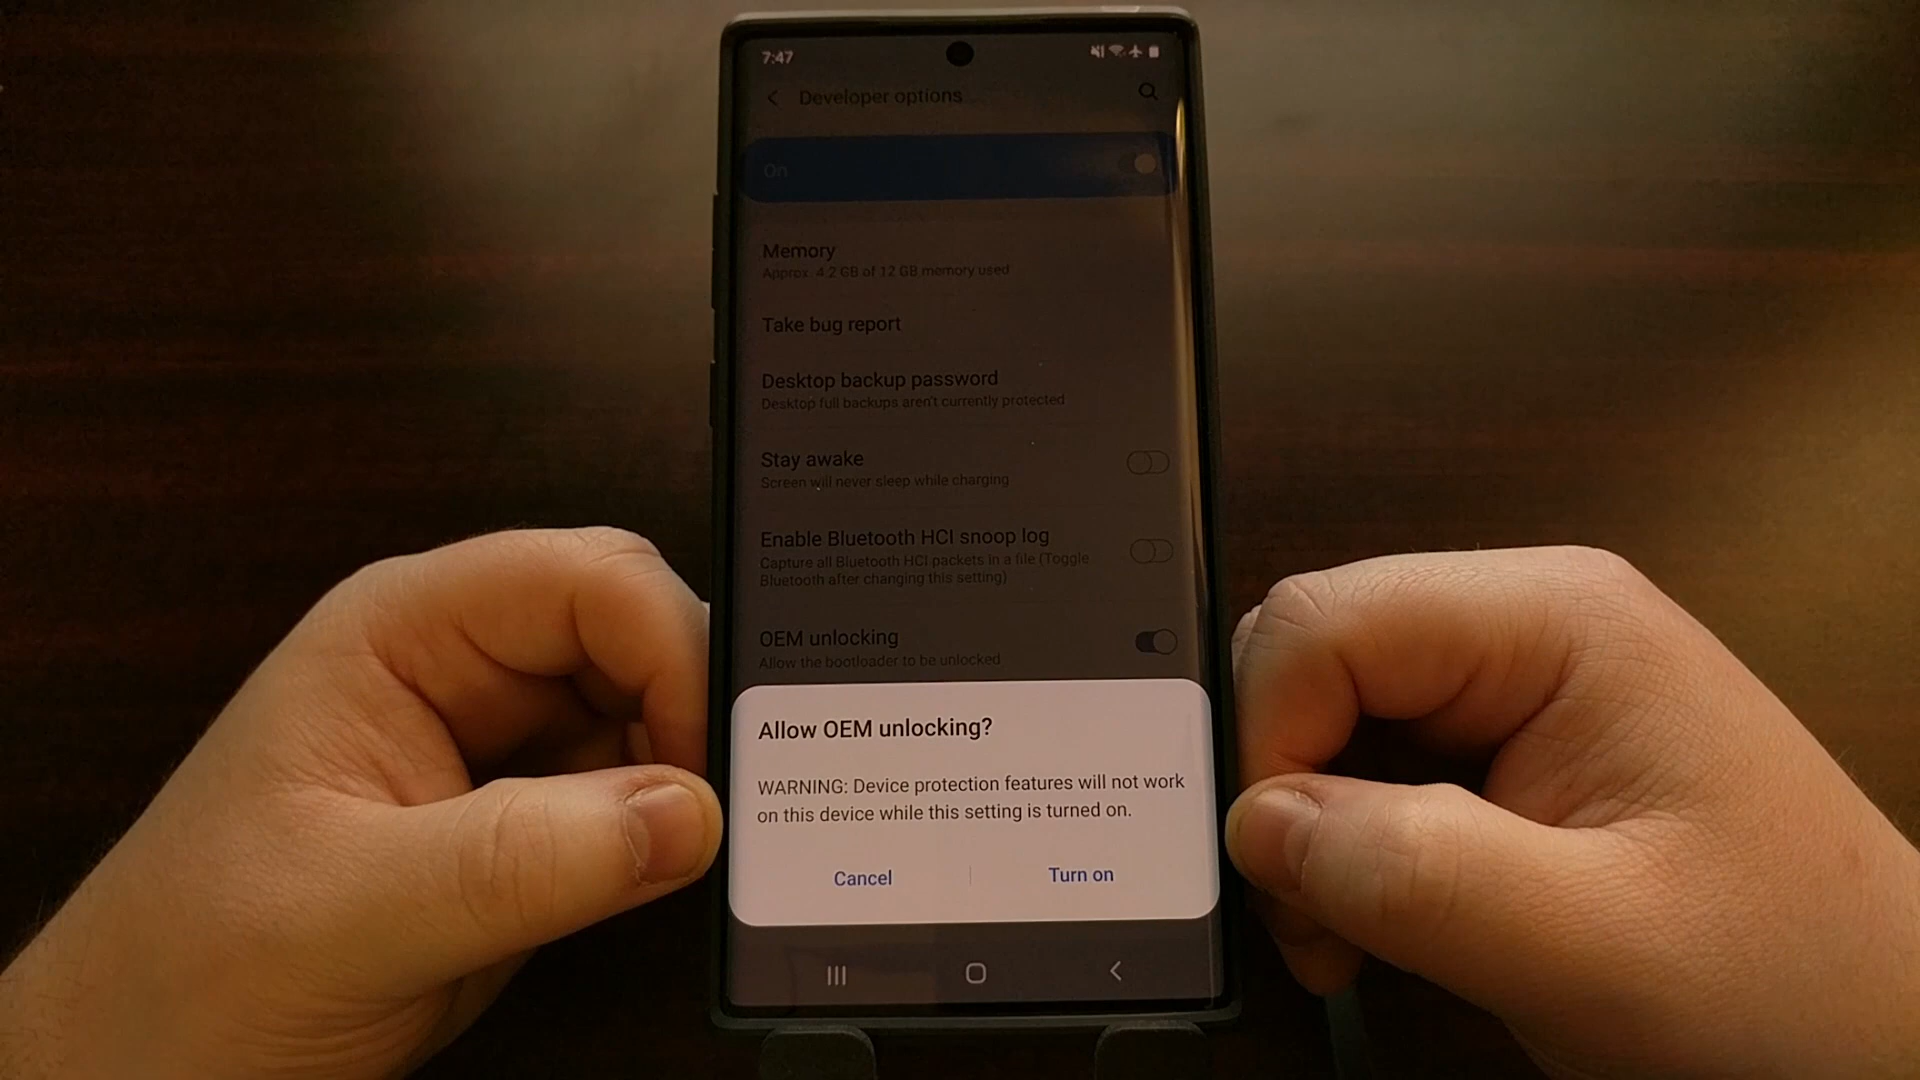 7:47
Developer options
On
Memory
Approx. 4.2 GB of 12 GB memory used
Take bug report
Desktop backup password
Desktop full backups aren't currently protected
Stay awake
Screen will never sleep while charging
Enable Bluetooth HCI snoop log
Capture all Bluetooth HCI packets in a file (Toggle
Bluetooth after changing this setting)
OEM unlocking
Allow the bootloader to be unlocked
Allow OEM unlocking?
WARNING: Device protection features will not work
on this device while this setting is turned on.
Cancel
Turn on